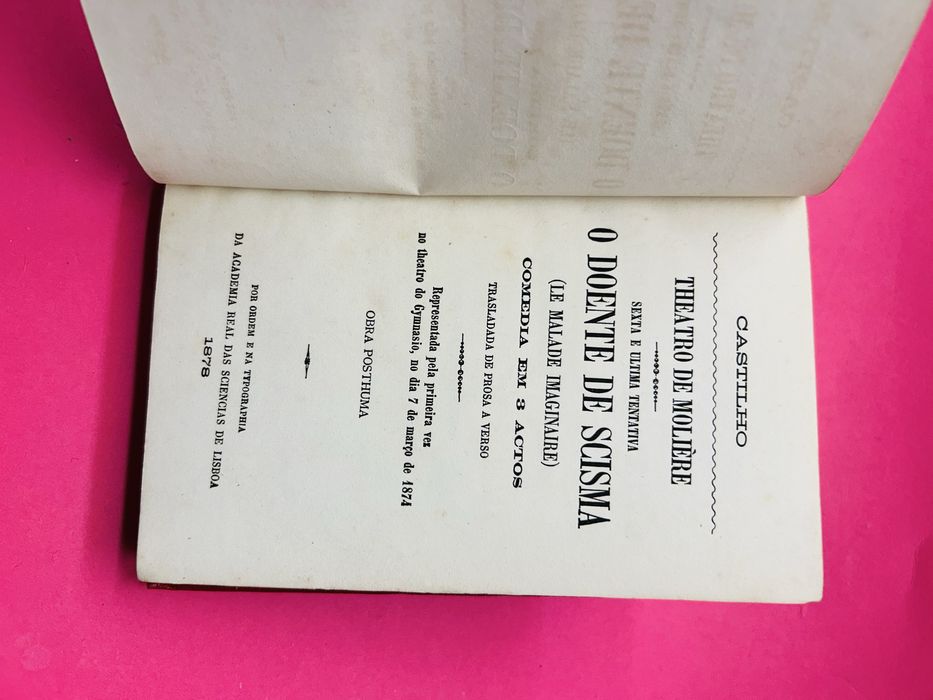 CASTILHO
THEATRO DE MOLIÈRE
SEXTA E ULTIMA TENTATIVA
O DOENTE DE SCISMA
(LE MALADE IMAGINAIRE)
COMEDIA EM 3 ACTOS
TRASLADADA DE PROSA A VERSO
Representada pela primeira vez
no theatro do Gymnasio, no dia 7 de março de 1874
OBRA POSTHUMA
POR ORDEM E NA TYPOGRAPHIA
DA ACADEMIA REAL DAS SCIENCIAS DE LISBOA
1878